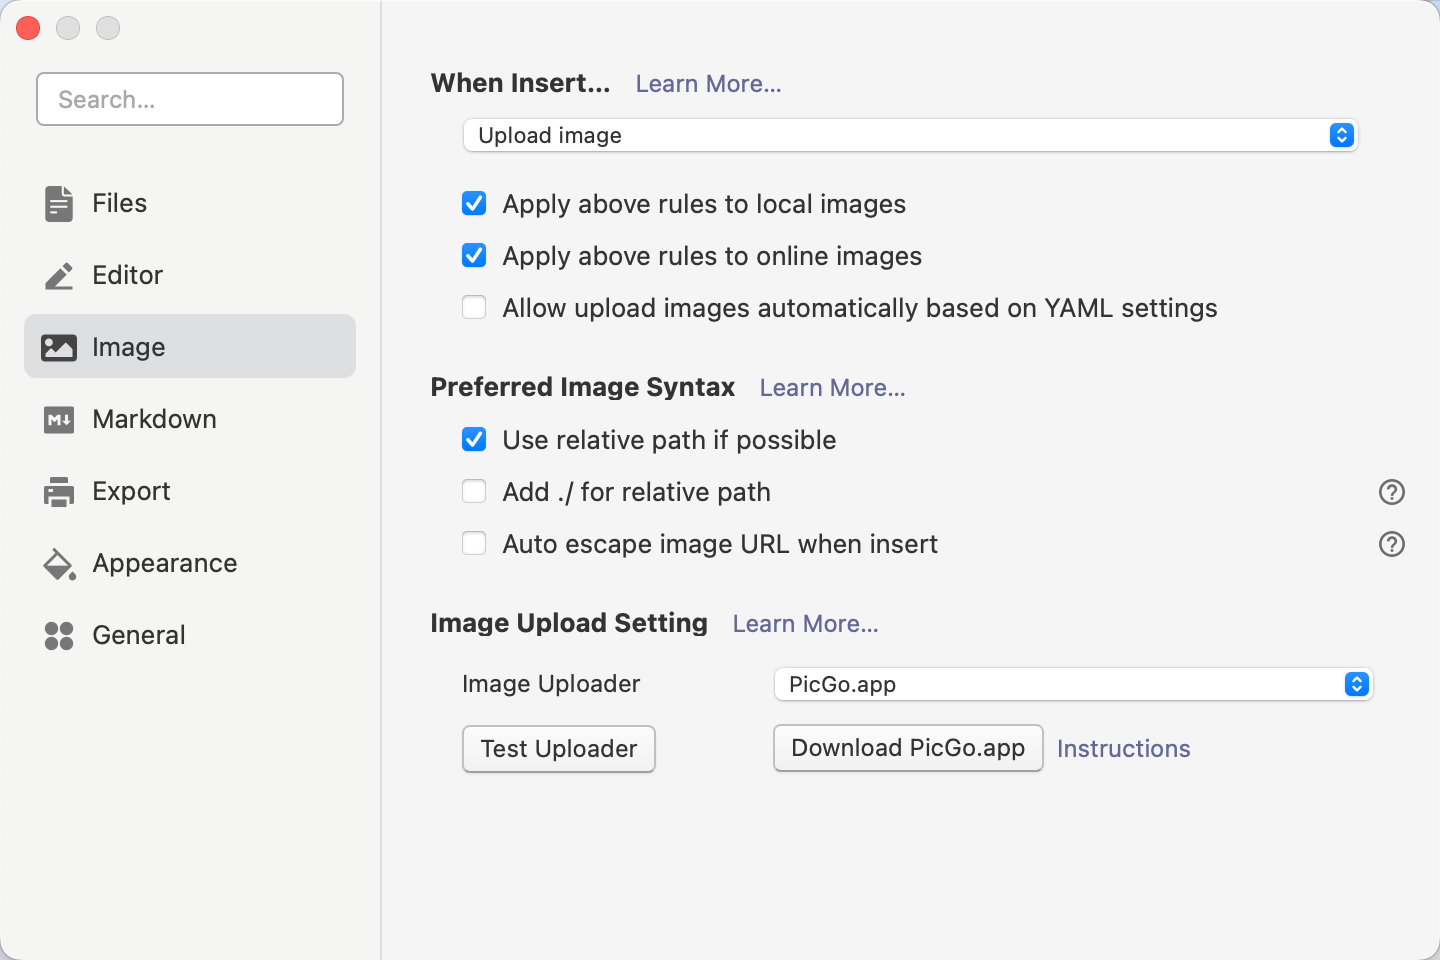 Search...
Files
Editor
Image
Markdown
Export
Appearance
General
When Insert... Learn More...
Upload image
Apply above rules to local images
Apply above rules to online images
Allow upload images automatically based on YAML settings
Preferred Image Syntax Learn More...
Use relative path if possible
Add ./ for relative path
Auto escape image URL when insert
Image Upload Setting Learn More...
Image Uploader PicGo.app
Test Uploader Download PicGo.app Instructions